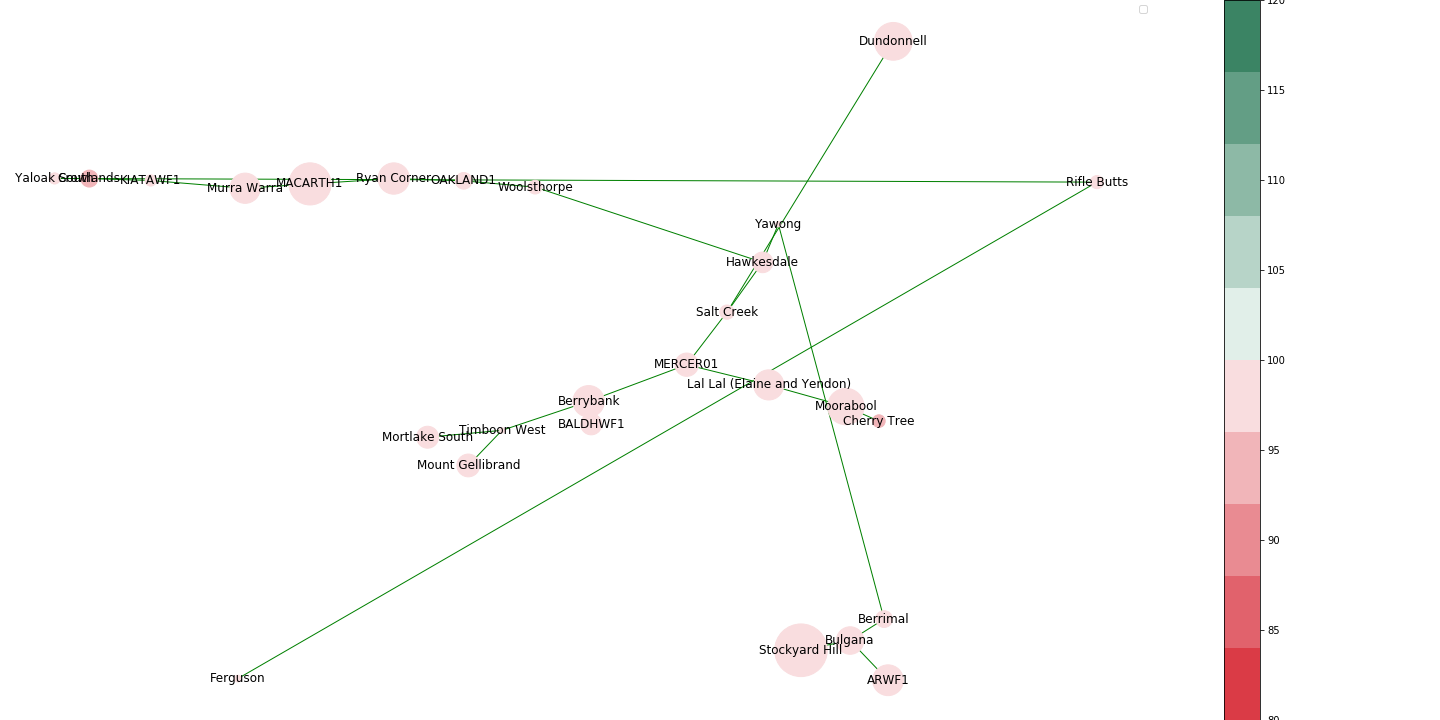 120
Dundonnell
115
110
Yaloak South
Gowlands
KIATAWF1
Murra Warra
MACARTH1
Ryan Corner
OAKLAND1
Woolsthorpe
Rifle Butts
Yawong
Hawkesdale
105
Salt Creek
100
MERCER01
Lal Lal (Elaine and Yendon)
Berrybank
Moorabool
BALDHWF1
Cherry Tree
Timboon West
Mortlake South
Mount Gellibrand
95
90
Berrimal
85
Bulgana
Stockyard Hill
Ferguson
ARWF1
80